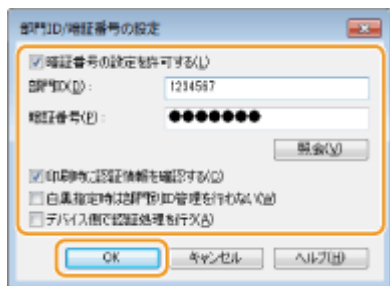 部門ID/暗証番号の設定
暗証番号の設定を許可する(L)
部門ID(D):
1234567
暗証番号(P):
●●●●●●●
照会(V)
印刷時に認証情報を確認する(C)
白黒指定時は部門別ID管理を行わない(W)
デバイス側で認証処理を行う(A)
OK
キャンセル
ヘルプ(H)